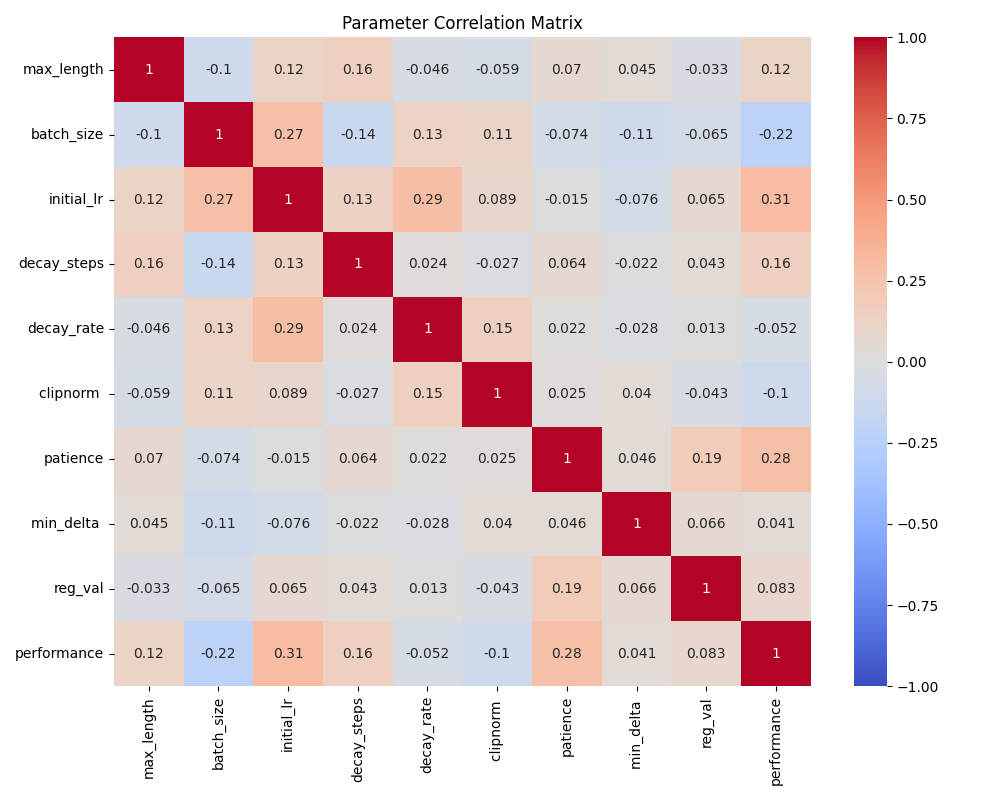 Parameter Correlation Matrix
max_length 1 -0.1 0.12 0.16 -0.046 -0.059 0.07 0.045 -0.033 0.12
batch_size -0.1 1 0.27 -0.14 0.13 0.11 -0.074 -0.11 -0.065 -0.22
initial_lr 0.12 0.27 1 0.13 0.29 0.089 -0.015 -0.076 0.065 0.31
decay_steps 0.16 -0.14 0.13 1 0.024 -0.027 0.064 -0.022 0.043 0.16
decay_rate -0.046 0.13 0.29 0.024 1 0.15 0.022 -0.028 0.013 -0.052
clipnorm -0.059 0.11 0.089 -0.027 0.15 1 0.025 0.04 -0.043 -0.1
patience 0.07 -0.074 -0.015 0.064 0.022 0.025 1 0.046 0.19 0.28
min_delta 0.045 -0.11 -0.076 -0.022 -0.028 0.04 0.046 1 0.066 0.041
reg_val -0.033 -0.065 0.065 0.043 0.013 -0.043 0.19 0.066 1 0.083
performance 0.12 -0.22 0.31 0.16 -0.052 -0.1 0.28 0.041 0.083 1
max_length batch_size initial_lr decay_steps decay_rate clipnorm patience min_delta reg_val performance
1.00
0.75
0.50
0.25
0.00
−0.25
−0.50
−0.75
−1.00